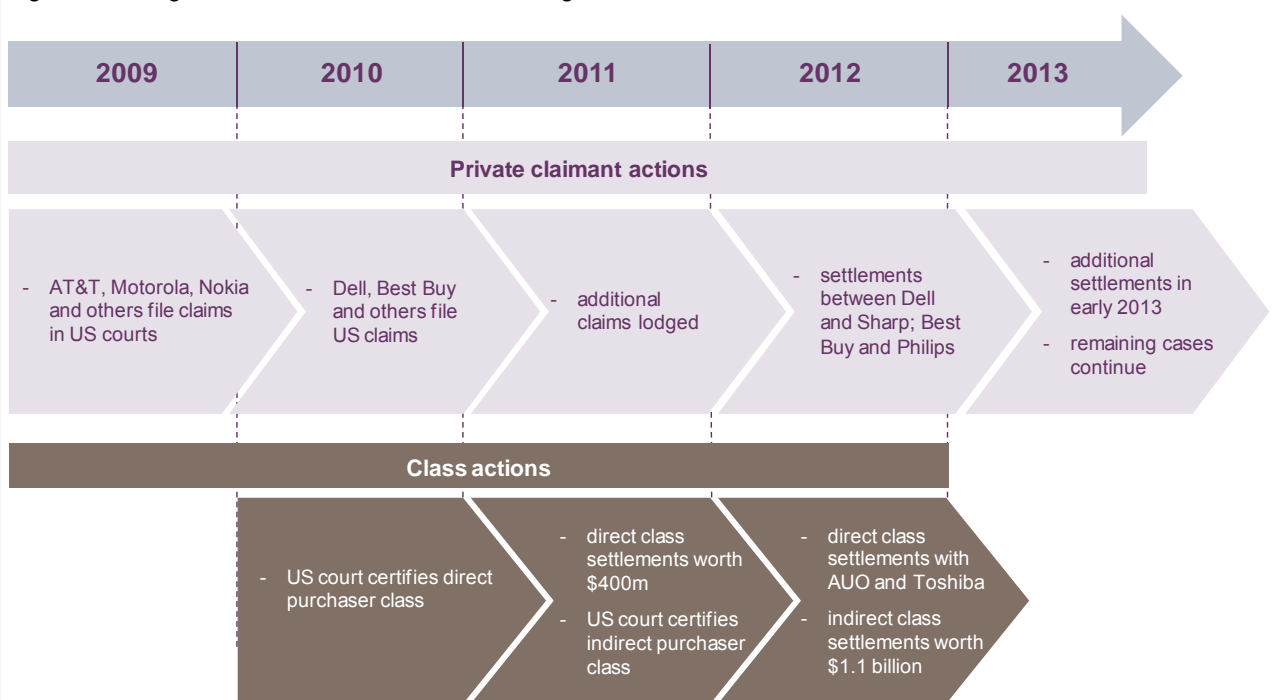 2009 2010 2011 2012 2013
Private claimant actions
- AT&T, Motorola, Nokia
and others file claims
in US courts
- Dell, Best Buy
and others file
US claims
- additional
claims lodged
- settlements
between Dell
and Sharp; Best
Buy and Philips
- additional
settlements in
early 2013
- remaining cases
continue
Class actions
- US court certifies direct
purchaser class
- direct class
settlements worth
$400m
- US court certifies
indirect purchaser
class
- direct class
settlements with
AUO and Toshiba
- indirect class
settlements worth
$1.1 billion